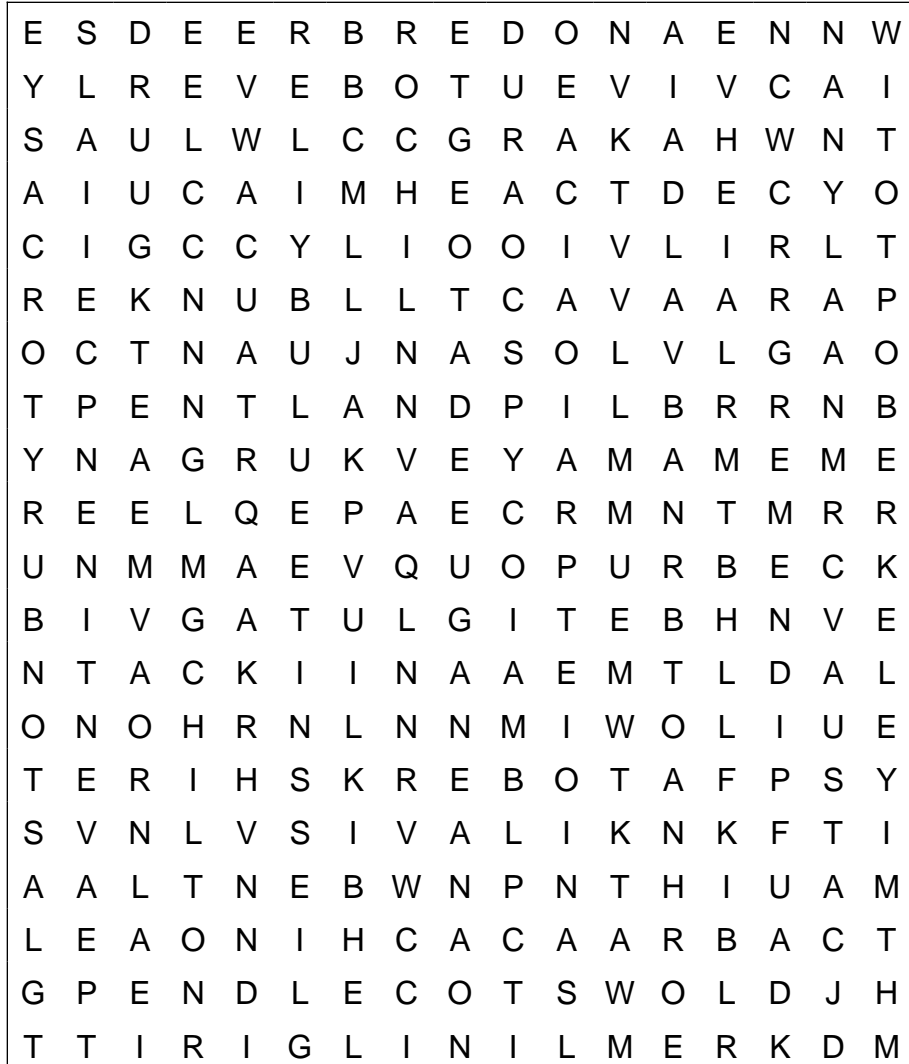 E S D E E R B R E D O N A E N N W
Y L R E V E B O T U E V I V C A I
S A U L W L C C G R A K A H W N T
A I U C A I M H E A C T D E C Y O
C I G C C Y L I O O I V L I R L T
R E K N U B L L T C A V A A R A P
O C T N A U J N A S O L V L G A O
T P E N T L A N D P I L B R R N B
Y N A G R U K V E Y A M A M E M E
R E E L Q E P A E C R M N T M R R
U N M M A E V Q U O P U R B E C K
B I V G A T U L G I T E B H N V E
N T A C K I I N A A E M T L D A L
O N O H R N L N N M I W O L I U E
T E R I H S K R E B O T A F P S Y
S V N L V S I V A L I K N K F T I
A A L T N E B W N P N T H I U A M
L E A O N I H C A C A A R B A C T
G P E N D L E C O T S W O L D J H
T T I R I G L I N I L M E R K D M